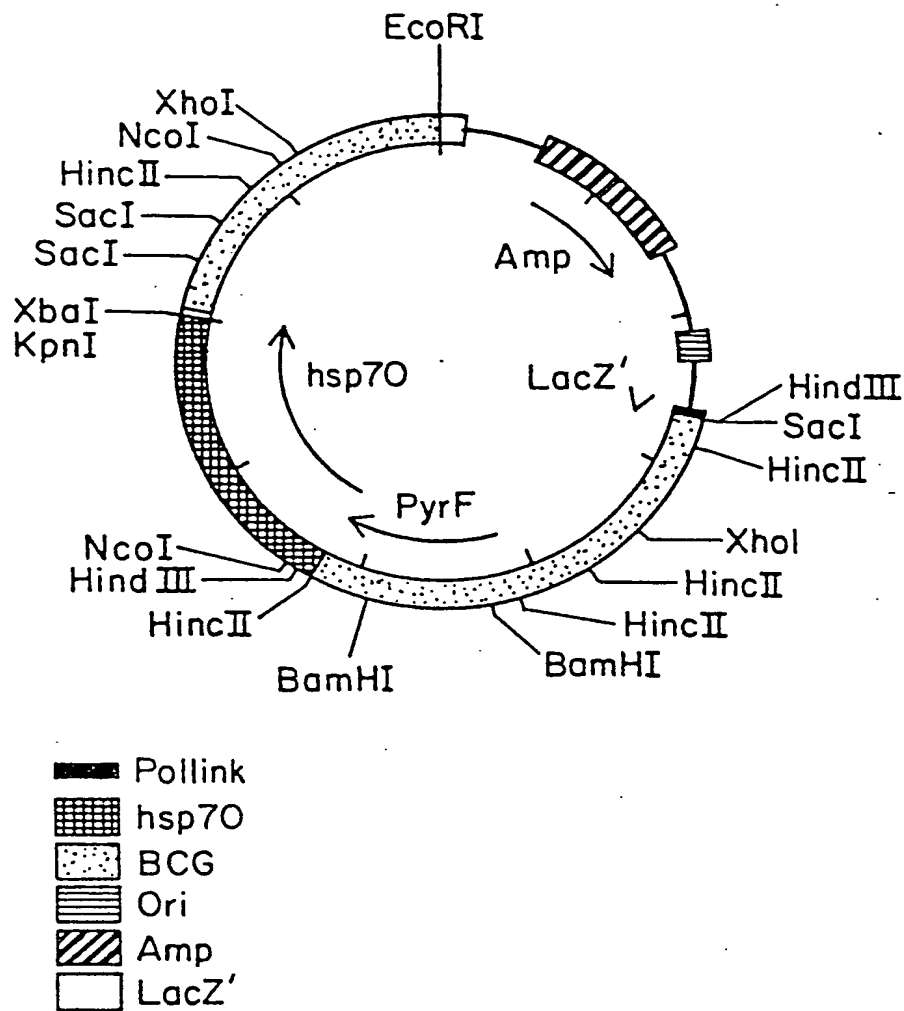 EcoRI
XhoI
NcoI
HincII
SacI
SacI
XbaI
KpnI
Amp
hsp70
LacZ'
HindIII
SacI
HincII
PyrF
XhoI
NcoI
HindIII
HincII
HincII
HincII
BamHI
BamHI
Pollink
hsp70
BCG
Ori
Amp
LacZ'